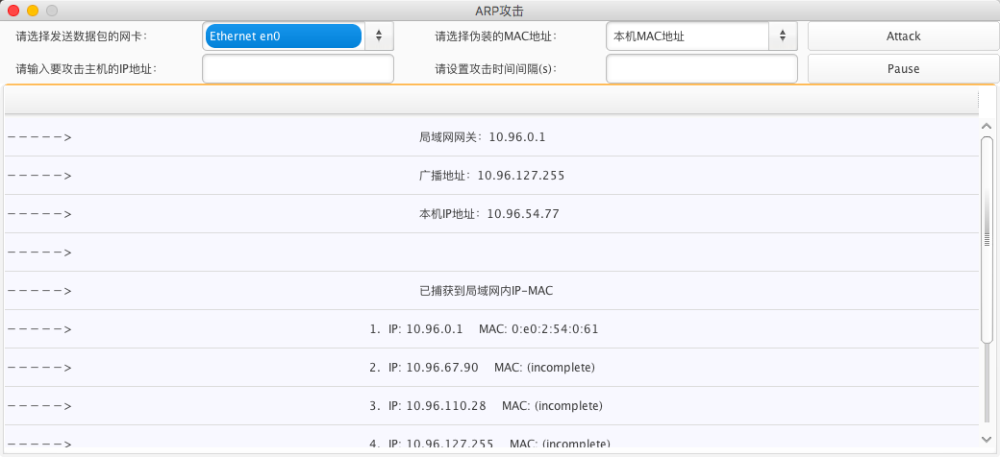 ARP攻击
请选择发送数据包的网卡： Ethernet en0 请选择伪装的MAC地址： 本机MAC地址 Attack
请输入要攻击主机的IP地址： 请设置攻击时间间隔(s)： Pause
-----> 局域网网关：10.96.0.1
-----> 广播地址：10.96.127.255
-----> 本机IP地址：10.96.54.77
----->
-----> 已捕获到局域网内IP-MAC
-----> 1. IP: 10.96.0.1 MAC: 0:e0:2:54:0:61
-----> 2. IP: 10.96.67.90 MAC: (incomplete)
-----> 3. IP: 10.96.110.28 MAC: (incomplete)
-----> 4. IP: 10.96.127.255 MAC: (incomplete)